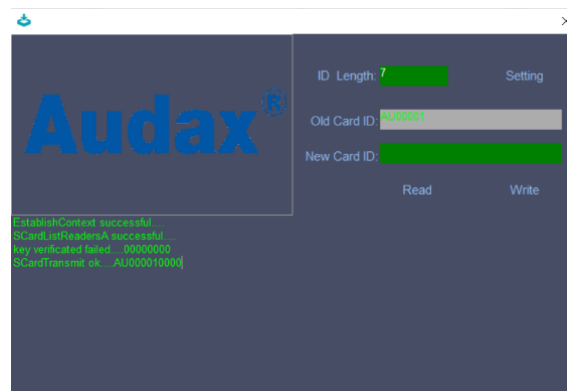 Audax®
ID Length: 7 Setting
Old Card ID: AU00001
New Card ID:
Read Write
EstablishContext successful....
SCardListReadersA successful....
key verificated failed....00000000
SCardTransmit ok....AU000010000